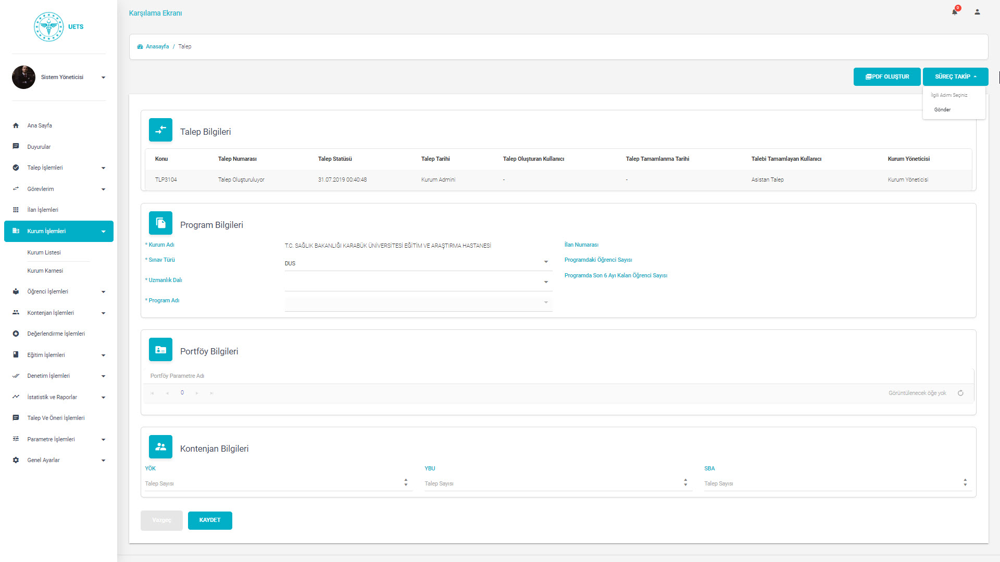 UETS
Karşılama Ekranı
0
Anasayfa / Talep
Sistem Yöneticisi
PDF OLUŞTUR
SÜREÇ TAKİP
İlgili Adımı Seçiniz
Gönder
Ana Sayfa
Duyurular
Talep İşlemleri
Görevlerim
İlan İşlemleri
Kurum İşlemleri
Kurum Listesi
Kurum Karnesi
Öğrenci İşlemleri
Kontenjan İşlemleri
Değerlendirme İşlemleri
Eğitim İşlemleri
Denetim İşlemleri
İstatistik ve Raporlar
Talep Ve Öneri İşlemleri
Parametre İşlemleri
Genel Ayarlar
Talep Bilgileri
Konu Talep Numarası Talep Statüsü Talep Tarihi Talep Oluşturan Kullanıcı Talep Tamamlanma Tarihi Talebi Tamamlayan Kullanıcı Kurum Yöneticisi
TLP3104 Talep Oluşturuluyor 31.07.2019 00:40:48 Kurum Admini - - Asistan Talep Kurum Yöneticisi
Program Bilgileri
* Kurum Adı T.C. SAĞLIK BAKANLIĞI KARABÜK ÜNİVERSİTESİ EĞİTİM VE ARAŞTIRMA HASTANESİ İlan Numarası
* Sınav Türü DUS Programdaki Öğrenci Sayısı
* Uzmanlık Dalı Programda Son 6 Ayı Kalan Öğrenci Sayısı
* Program Adı
Portföy Bilgileri
Portföy Parametre Adı
0 Görüntülenecek öğe yok
Kontenjan Bilgileri
YÖK YBU SBA
Talep Sayısı Talep Sayısı Talep Sayısı
Vazgeç KAYDET